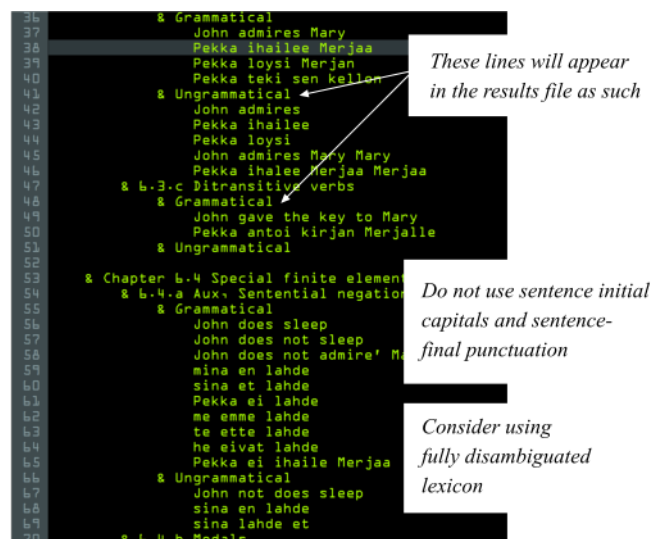 36 & Grammatical
37 John admires Mary
38 Pekka ihailee Merjaa
39 Pekka loysi Merjan
40 Pekka teki sen kellon
41 & Ungrammatical
42 John admires
43 Pekka ihailee
44 Pekka loysi
45 John admires Mary Mary
46 Pekka ihalee Merjaa Merjaa
47 & 6.3.c Ditransitive verbs
48 & Grammatical
49 John gave the key to Mary
50 Pekka antoi kirjan Merjalle
51 & Ungrammatical
52
53 & Chapter 6.4 Special finite elemen
54 & 6.4.a Aux, Sentential negation
55 & Grammatical
56 John does sleep
57 John does not sleep
58 John does not admire' Ma
59 mina en lahde
60 sina et lahde
61 Pekka ei lahde
62 me emme lahde
63 te ette lahde
64 he eivat lahde
65 Pekka ei ihaile Merjaa
66 & Ungrammatical
67 John not does sleep
68 sina en lahde
69 sina lahde et
70 & 6.4.b Modals
These lines will appear
in the results file as such
Do not use sentence initial
capitals and sentence-
final punctuation
Consider using
fully disambiguated
lexicon